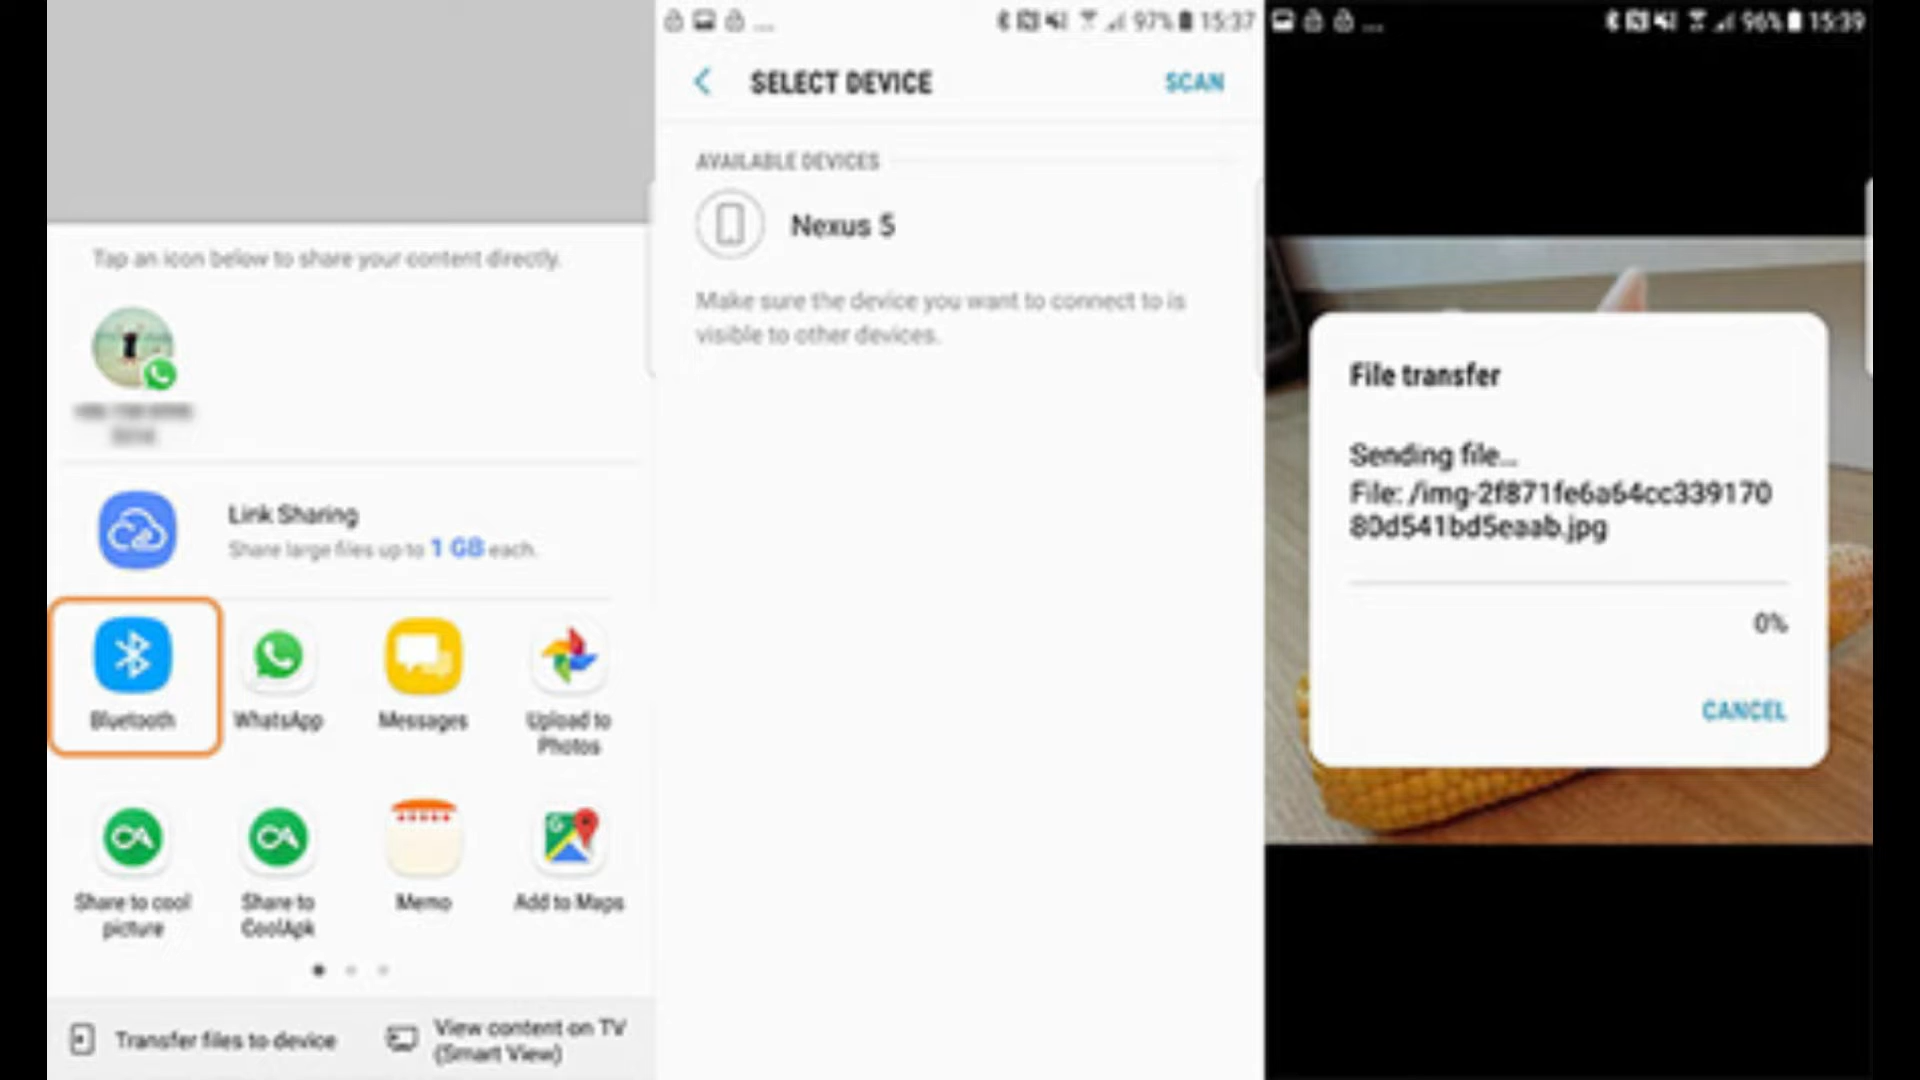 Tap an icon below to share your content directly.
Link Sharing
Share large files up to 1 GB each.
Bluetooth
WhatsApp
Messages
Upload to
Photos
Share to cool
picture
Share to
CoolApk
Memo
Add to Maps
Transfer files to device
View content on TV
(Smart View)
... 97% 15:37
SELECT DEVICE
SCAN
AVAILABLE DEVICES
Nexus 5
Make sure the device you want to connect to is
visible to other devices.
... 96% 15:39
File transfer
Sending file...
File: /img-2f871fe6a64cc339170
80d541bd5eaab.jpg
0%
CANCEL